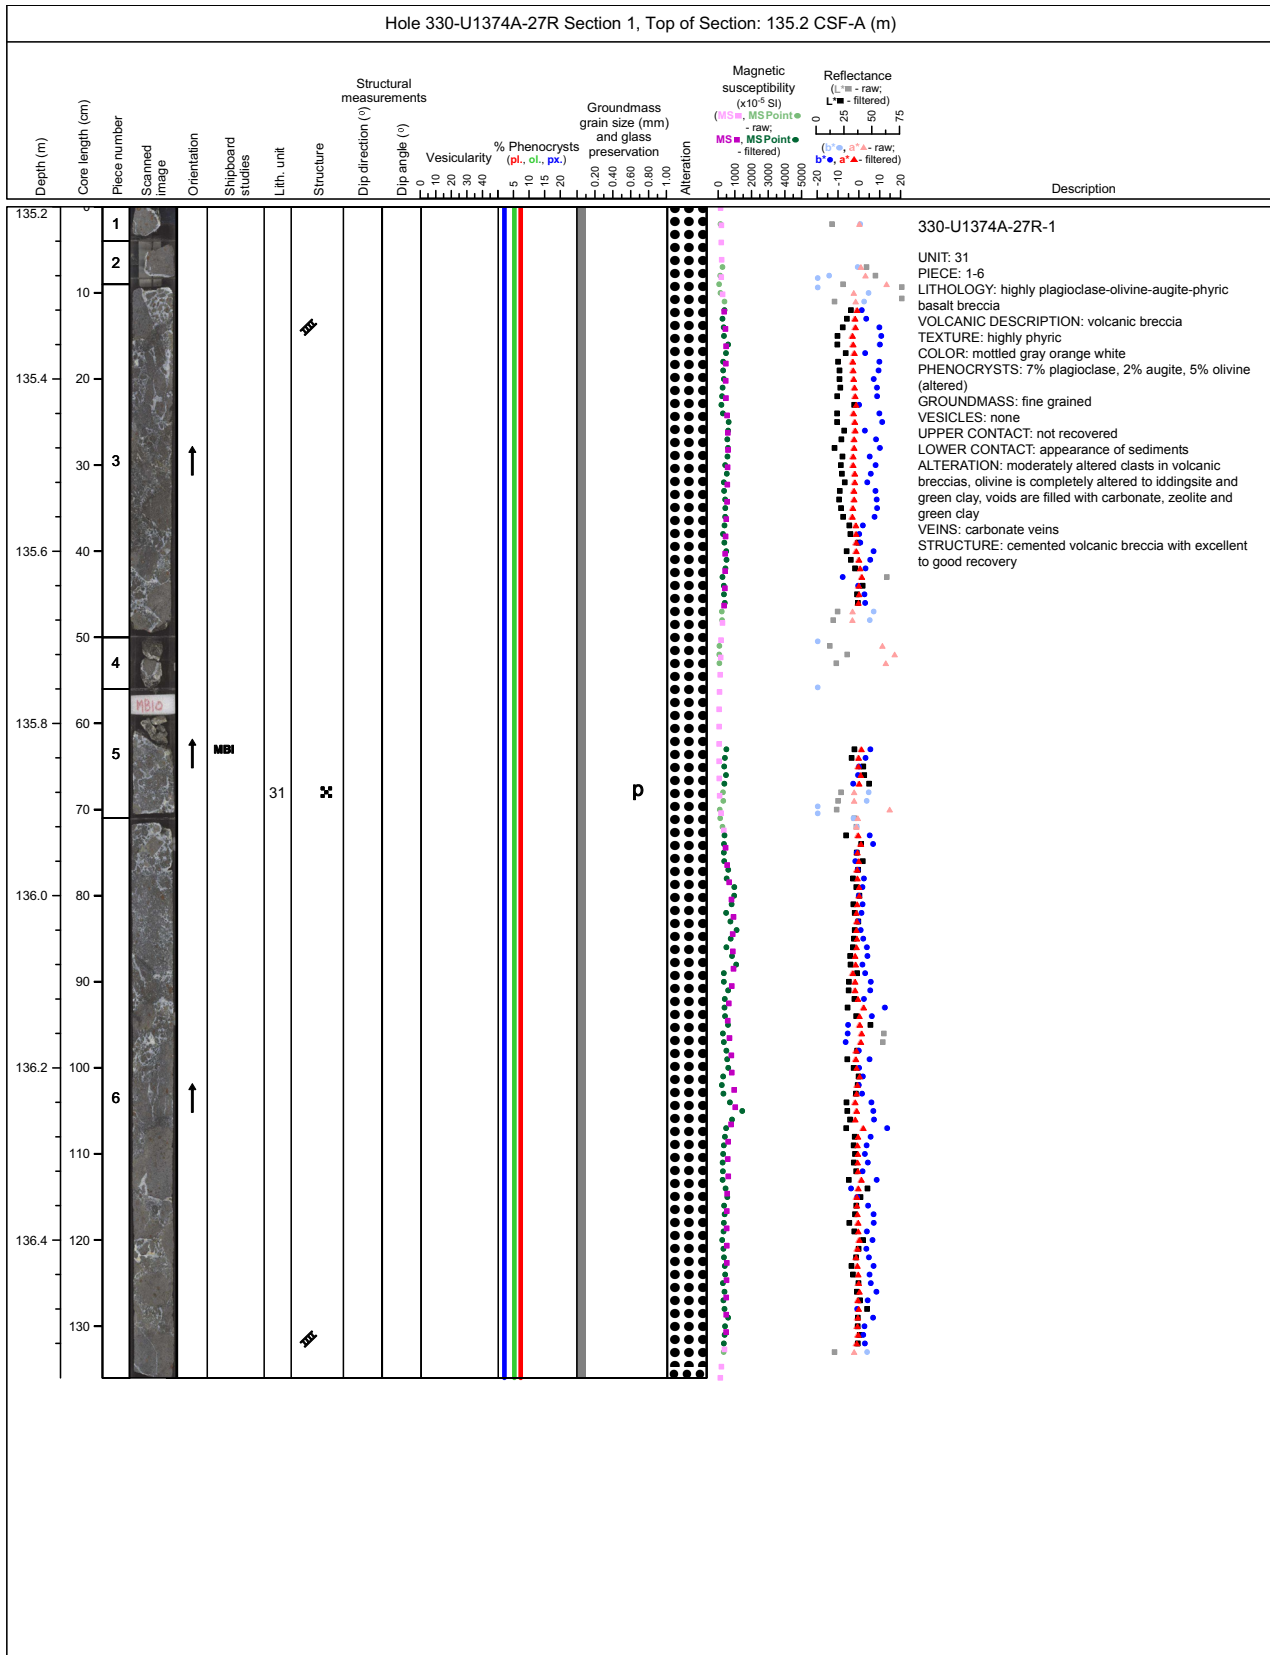 Hole 330-U1374A-27R Section 1, Top of Section: 135.2 CSF-A (m)
Depth (m)
Core length (cm)
Piece number
Scanned
image
Orientation
Shipboard
studies
Lith. unit
Structure
Structural
measurements
Dip direction (º)
Dip angle (º)
Vesicularity
0 10 20 30 40
% Phenocrysts
(pl., ol., px.)
5 10 15 20
Groundmass
grain size (mm)
and glass
preservation
0.20 0.40 0.60 0.80 1.00
Alteration
Magnetic
susceptibility
(x10-5 SI)
(MS, MSPoint
- raw;
MS, MSPoint
- filtered)
0 1000 2000 3000 4000 5000
Reflectance
(L* - raw;
L* - filtered)
0 25 50 75
(b*, a* - raw;
b*, a* - filtered)
-20 -10 0 10 20
Description
135.2
135.4
135.6
135.8
136.0
136.2
136.4
0
10
20
30
40
50
60
70
80
90
100
110
120
130
1
2
3
4
5
6
MB10
MBI
31
p
330-U1374A-27R-1
UNIT: 31
PIECE: 1-6
LITHOLOGY: highly plagioclase-olivine-augite-phyric
basalt breccia
VOLCANIC DESCRIPTION: volcanic breccia
TEXTURE: highly phyric
COLOR: mottled gray orange white
PHENOCRYSTS: 7% plagioclase, 2% augite, 5% olivine
(altered)
GROUNDMASS: fine grained
VESICLES: none
UPPER CONTACT: not recovered
LOWER CONTACT: appearance of sediments
ALTERATION: moderately altered clasts in volcanic
breccias, olivine is completely altered to iddingsite and
green clay, voids are filled with carbonate, zeolite and
green clay
VEINS: carbonate veins
STRUCTURE: cemented volcanic breccia with excellent
to good recovery